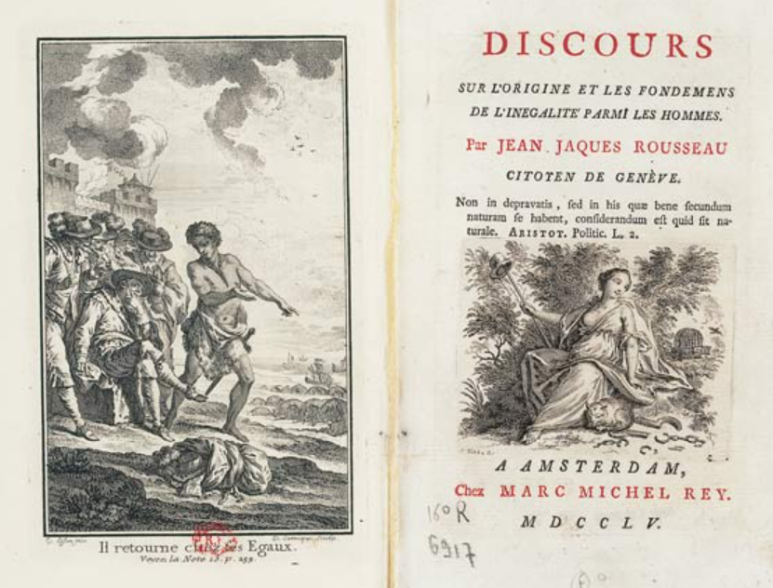 Il retourne chez ses Egaux.
Voyez la Note 13. p. 259.
DISCOURS
SUR L'ORIGINE ET LES FONDEMENS
DE L'INEGALITE PARMI LES HOMMES.
Par JEAN JAQUES ROUSSEAU
CITOYEN DE GENÈVE.
Non in depravatis, sed in his quæ bene secundum
naturam se habent, considerandum est quid sit na-
turale. ARISTOT. Politic. L. 2.
A AMSTERDAM,
Chez MARC MICHEL REY.
MDCCLV.
160R
6917